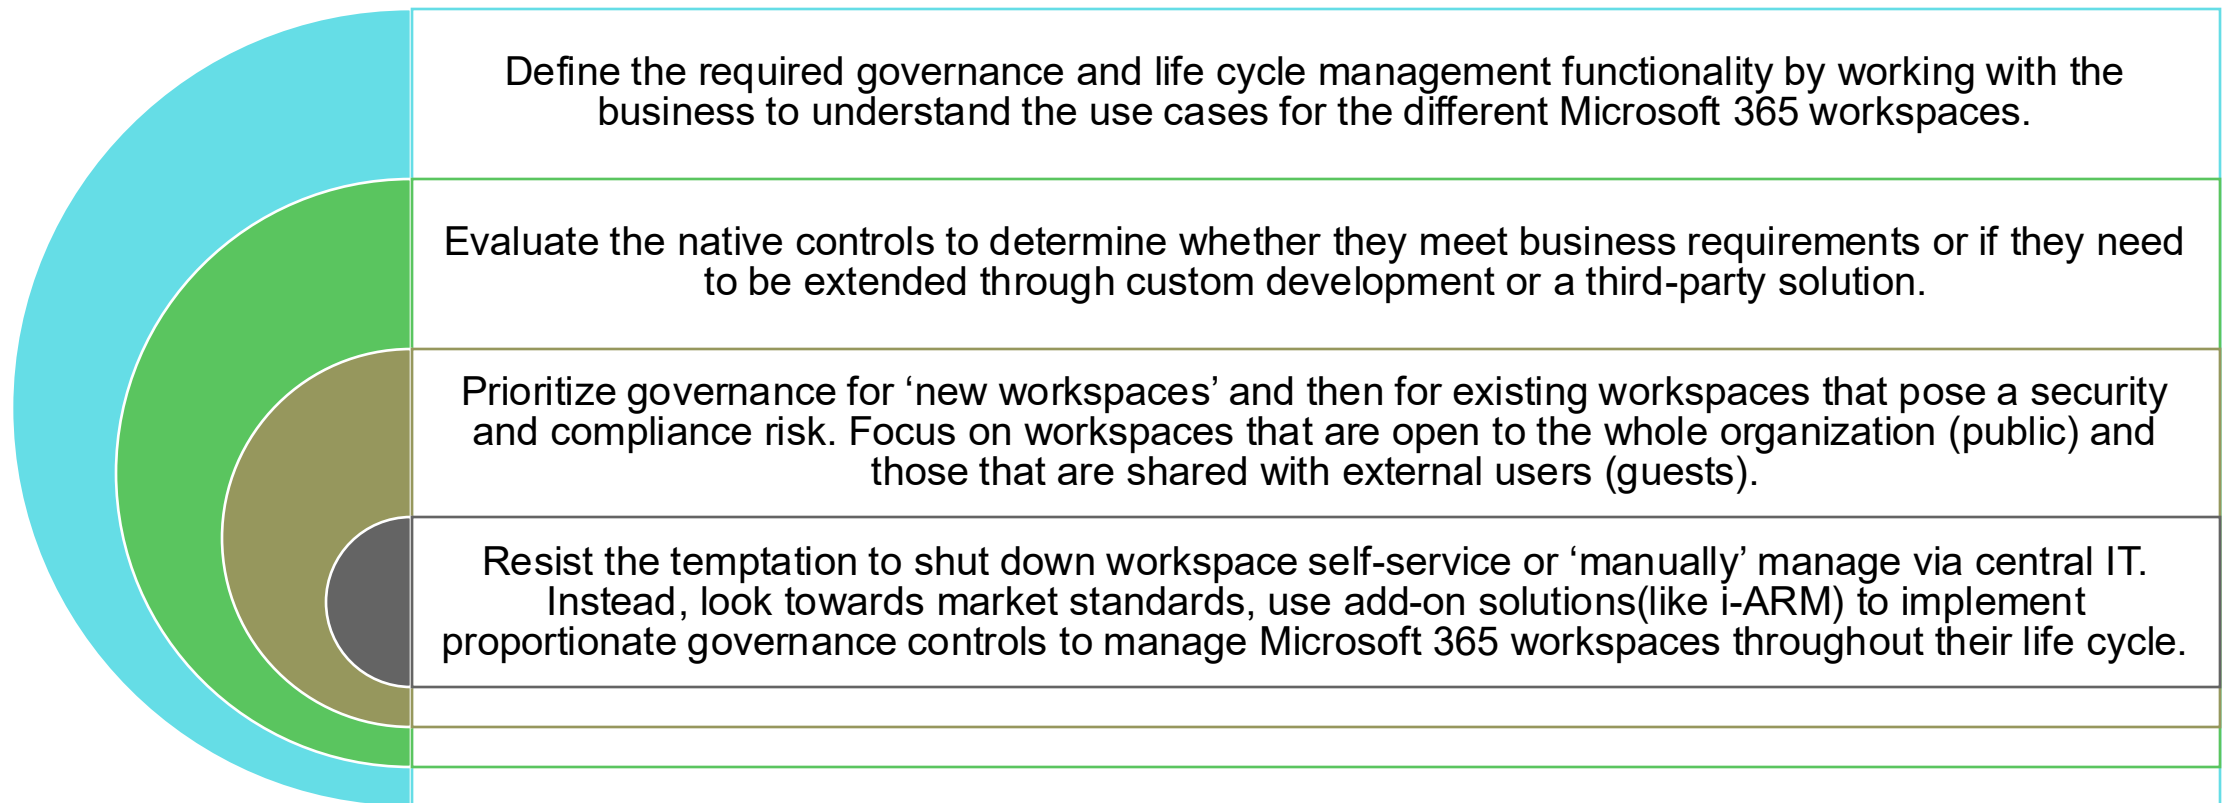 Define the required governance and life cycle management functionality by working with the
business to understand the use cases for the different Microsoft 365 workspaces.
Evaluate the native controls to determine whether they meet business requirements or if they need
to be extended through custom development or a third-party solution.
Prioritize governance for ‘new workspaces’ and then for existing workspaces that pose a security
and compliance risk. Focus on workspaces that are open to the whole organization (public) and
those that are shared with external users (guests).
Resist the temptation to shut down workspace self-service or ‘manually’ manage via central IT.
Instead, look towards market standards, use add-on solutions(like i-ARM) to implement
proportionate governance controls to manage Microsoft 365 workspaces throughout their life cycle.